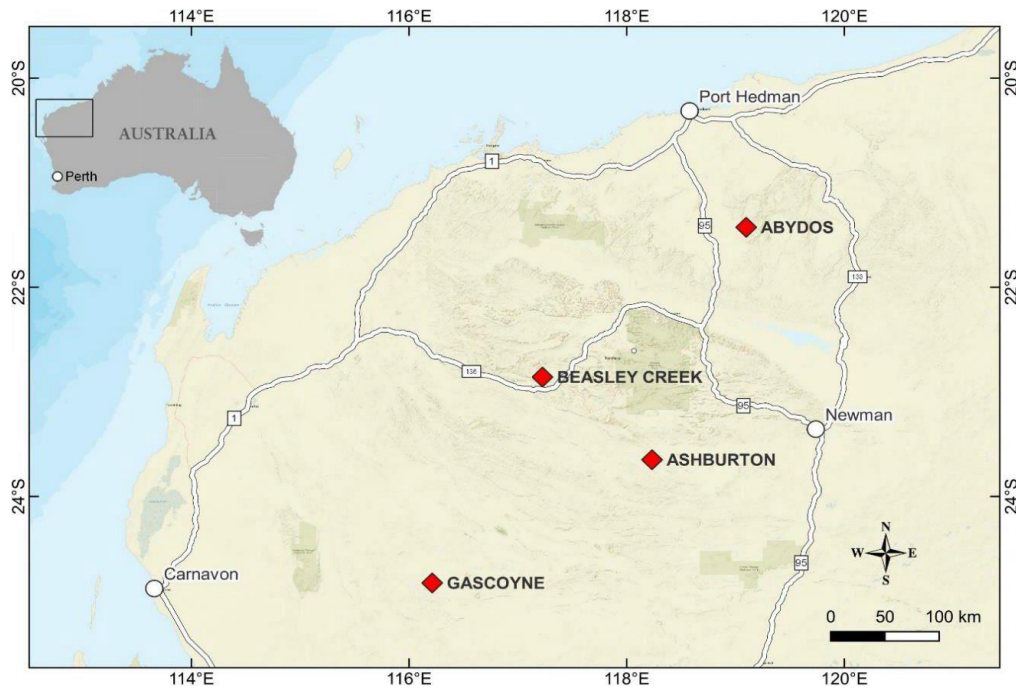 114°E
116°E
118°E
120°E
20°S
20°S
Port Hedman
AUSTRALIA
Perth
1
95
ABYDOS
22°S
22°S
138
136
BEASLEY CREEK
95
1
Newman
ASHBURTON
24°S
24°S
N
W
E
S
95
Carnavon
GASCOYNE
0
50
100 km
114°E
116°E
118°E
120°E